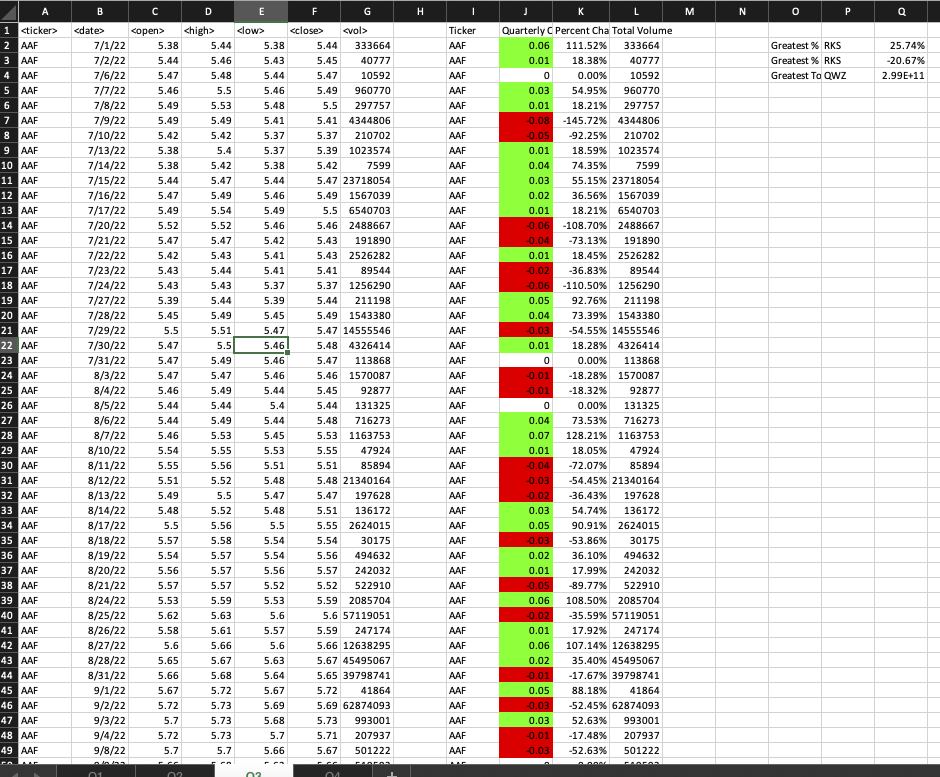 A B C D E F G H I J K L M N O P Q
1 <ticker> <date> <open> <high> <low> <close> <vol> Ticker Quarterly C Percent Cha Total Volume
2 AAF 7/1/22 5.38 5.44 5.38 5.44 333664 AAF 0.06 111.52% 333664 Greatest % RKS 25.74%
3 AAF 7/2/22 5.44 5.46 5.43 5.45 40777 AAF 0.01 18.38% 40777 Greatest % RKS -20.67%
4 AAF 7/6/22 5.47 5.48 5.44 5.47 10592 AAF 0 0.00% 10592 Greatest To QWZ 2.99E+11
5 AAF 7/7/22 5.46 5.5 5.46 5.49 960770 AAF 0.03 54.95% 960770
6 AAF 7/8/22 5.49 5.53 5.48 5.5 297757 AAF 0.01 18.21% 297757
7 AAF 7/9/22 5.49 5.49 5.41 5.41 4344806 AAF -0.08 -145.72% 4344806
8 AAF 7/10/22 5.42 5.42 5.37 5.37 210702 AAF -0.05 -92.25% 210702
9 AAF 7/13/22 5.38 5.4 5.37 5.39 1023574 AAF 0.01 18.59% 1023574
10 AAF 7/14/22 5.38 5.42 5.38 5.42 7599 AAF 0.04 74.35% 7599
11 AAF 7/15/22 5.44 5.47 5.44 5.47 23718054 AAF 0.03 55.15% 23718054
12 AAF 7/16/22 5.47 5.49 5.46 5.49 1567039 AAF 0.02 36.56% 1567039
13 AAF 7/17/22 5.49 5.54 5.49 5.5 6540703 AAF 0.01 18.21% 6540703
14 AAF 7/20/22 5.52 5.52 5.46 5.46 2488667 AAF -0.06 -108.70% 2488667
15 AAF 7/21/22 5.47 5.47 5.42 5.43 191890 AAF -0.04 -73.13% 191890
16 AAF 7/22/22 5.42 5.43 5.41 5.43 2526282 AAF 0.01 18.45% 2526282
17 AAF 7/23/22 5.43 5.44 5.41 5.41 89544 AAF -0.02 -36.83% 89544
18 AAF 7/24/22 5.43 5.43 5.37 5.37 1256290 AAF -0.06 -110.50% 1256290
19 AAF 7/27/22 5.39 5.44 5.39 5.44 211198 AAF 0.05 92.76% 211198
20 AAF 7/28/22 5.45 5.49 5.45 5.49 1543380 AAF 0.04 73.39% 1543380
21 AAF 7/29/22 5.5 5.51 5.47 5.47 14555546 AAF -0.03 -54.55% 14555546
22 AAF 7/30/22 5.47 5.5 5.46 5.48 4326414 AAF 0.01 18.28% 4326414
23 AAF 7/31/22 5.47 5.49 5.46 5.47 113868 AAF 0 0.00% 113868
24 AAF 8/3/22 5.47 5.47 5.46 5.46 1570087 AAF -0.01 -18.28% 1570087
25 AAF 8/4/22 5.46 5.49 5.44 5.45 92877 AAF -0.01 -18.32% 92877
26 AAF 8/5/22 5.44 5.44 5.4 5.44 131325 AAF 0 0.00% 131325
27 AAF 8/6/22 5.44 5.49 5.44 5.48 716273 AAF 0.04 73.53% 716273
28 AAF 8/7/22 5.46 5.53 5.45 5.53 1163753 AAF 0.07 128.21% 1163753
29 AAF 8/10/22 5.54 5.55 5.53 5.55 47924 AAF 0.01 18.05% 47924
30 AAF 8/11/22 5.55 5.56 5.51 5.51 85894 AAF -0.04 -72.07% 85894
31 AAF 8/12/22 5.51 5.52 5.48 5.48 21340164 AAF -0.03 -54.45% 21340164
32 AAF 8/13/22 5.49 5.5 5.47 5.47 197628 AAF -0.02 -36.43% 197628
33 AAF 8/14/22 5.48 5.52 5.48 5.51 136172 AAF 0.03 54.74% 136172
34 AAF 8/17/22 5.5 5.56 5.5 5.55 2624015 AAF 0.05 90.91% 2624015
35 AAF 8/18/22 5.57 5.58 5.54 5.54 30175 AAF -0.03 -53.86% 30175
36 AAF 8/19/22 5.54 5.57 5.54 5.56 494632 AAF 0.02 36.10% 494632
37 AAF 8/20/22 5.56 5.57 5.56 5.57 242032 AAF 0.01 17.99% 242032
38 AAF 8/21/22 5.57 5.57 5.52 5.52 522910 AAF -0.05 -89.77% 522910
39 AAF 8/24/22 5.53 5.59 5.53 5.59 2085704 AAF 0.06 108.50% 2085704
40 AAF 8/25/22 5.62 5.63 5.6 5.6 57119051 AAF -0.02 -35.59% 57119051
41 AAF 8/26/22 5.58 5.61 5.57 5.59 247174 AAF 0.01 17.92% 247174
42 AAF 8/27/22 5.6 5.66 5.6 5.66 12638295 AAF 0.06 107.14% 12638295
43 AAF 8/28/22 5.65 5.67 5.63 5.67 45495067 AAF 0.02 35.40% 45495067
44 AAF 8/31/22 5.66 5.68 5.64 5.65 39798741 AAF -0.01 -17.67% 39798741
45 AAF 9/1/22 5.67 5.72 5.67 5.72 41864 AAF 0.05 88.18% 41864
46 AAF 9/2/22 5.72 5.73 5.69 5.69 62874093 AAF -0.03 -52.45% 62874093
47 AAF 9/3/22 5.7 5.73 5.68 5.73 993001 AAF 0.03 52.63% 993001
48 AAF 9/4/22 5.72 5.73 5.7 5.71 207937 AAF -0.01 -17.48% 207937
49 AAF 9/8/22 5.7 5.7 5.66 5.67 501222 AAF -0.03 -52.63% 501222
Q1 Q2 Q3 Q4 +